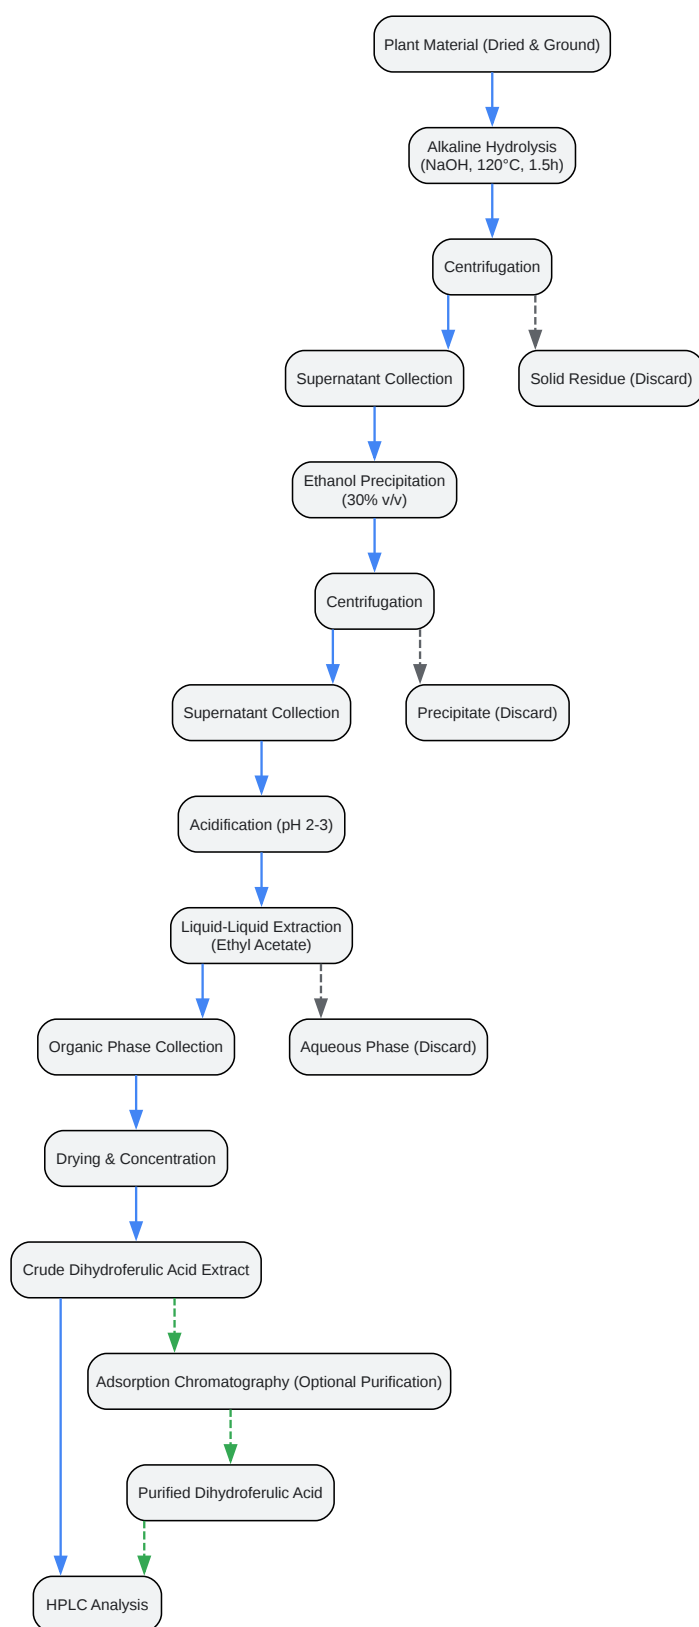 Plant Material (Dried & Ground)
Alkaline Hydrolysis
(NaOH, 120°C, 1.5h)
Centrifugation
Supernatant Collection
Solid Residue (Discard)
Ethanol Precipitation
(30% v/v)
Centrifugation
Supernatant Collection
Precipitate (Discard)
Acidification (pH 2-3)
Liquid-Liquid Extraction
(Ethyl Acetate)
Organic Phase Collection
Aqueous Phase (Discard)
Drying & Concentration
Crude Dihydroferulic Acid Extract
Adsorption Chromatography (Optional Purification)
Purified Dihydroferulic Acid
HPLC Analysis